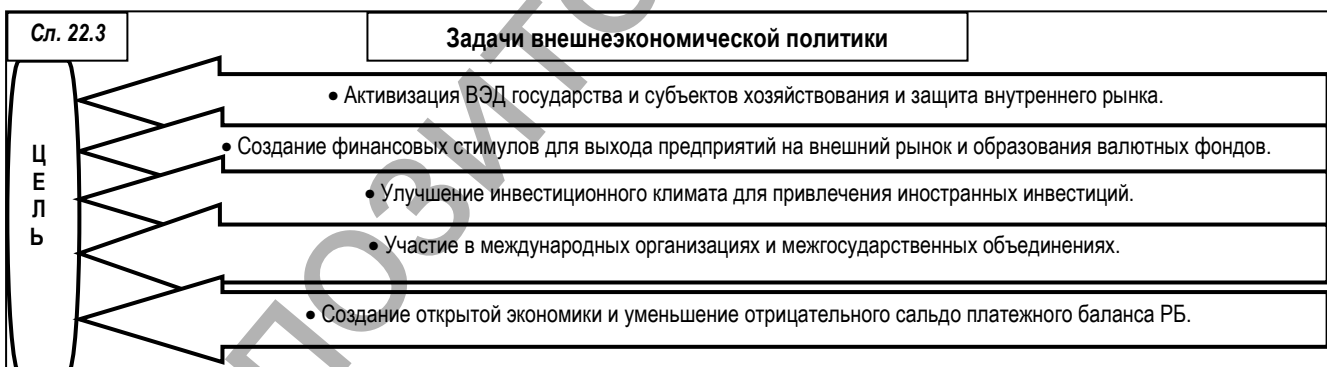 Сл. 22.3
Задачи внешнеэкономической политики
• Активизация ВЭД государства и субъектов хозяйствования и защита внутреннего рынка.
• Создание финансовых стимулов для выхода предприятий на внешний рынок и образования валютных фондов.
• Улучшение инвестиционного климата для привлечения иностранных инвестиций.
• Участие в международных организациях и межгосударственных объединениях.
• Создание открытой экономики и уменьшение отрицательного сальдо платежного баланса РБ.
Ц
Е
Л
Ь
ПОЗИТО